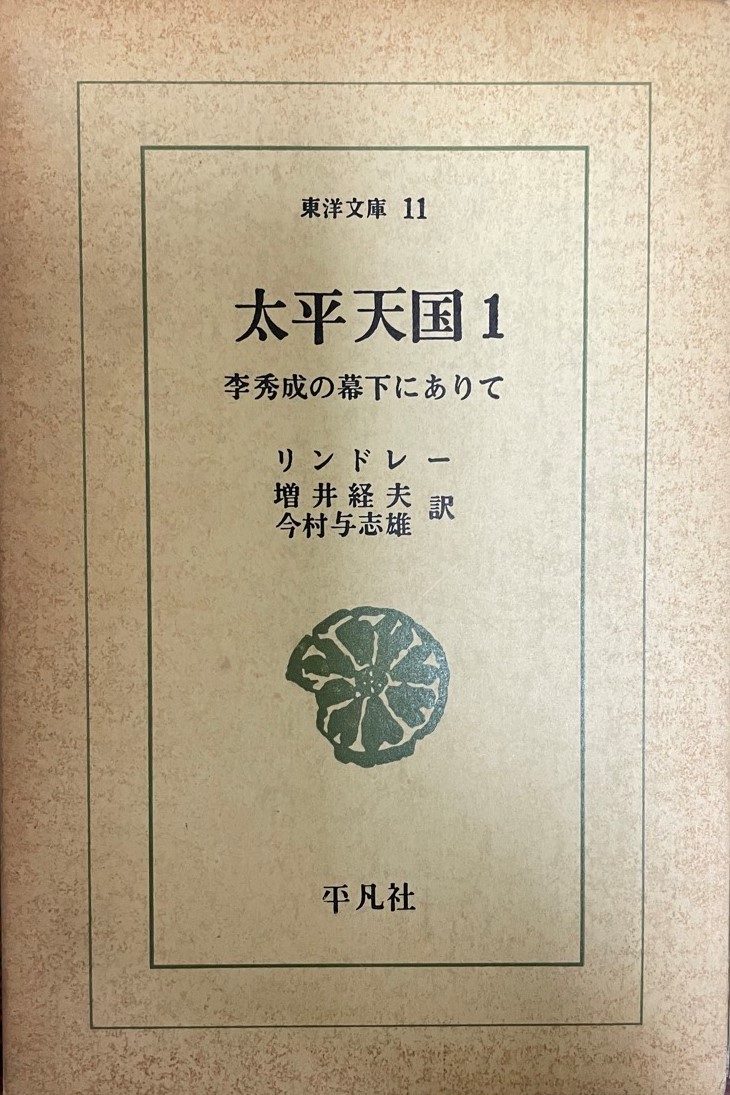 東洋文庫 11
太平天国1
李秀成の幕下にありて
リンドレー
増井経夫
今村与志雄 訳
平凡社